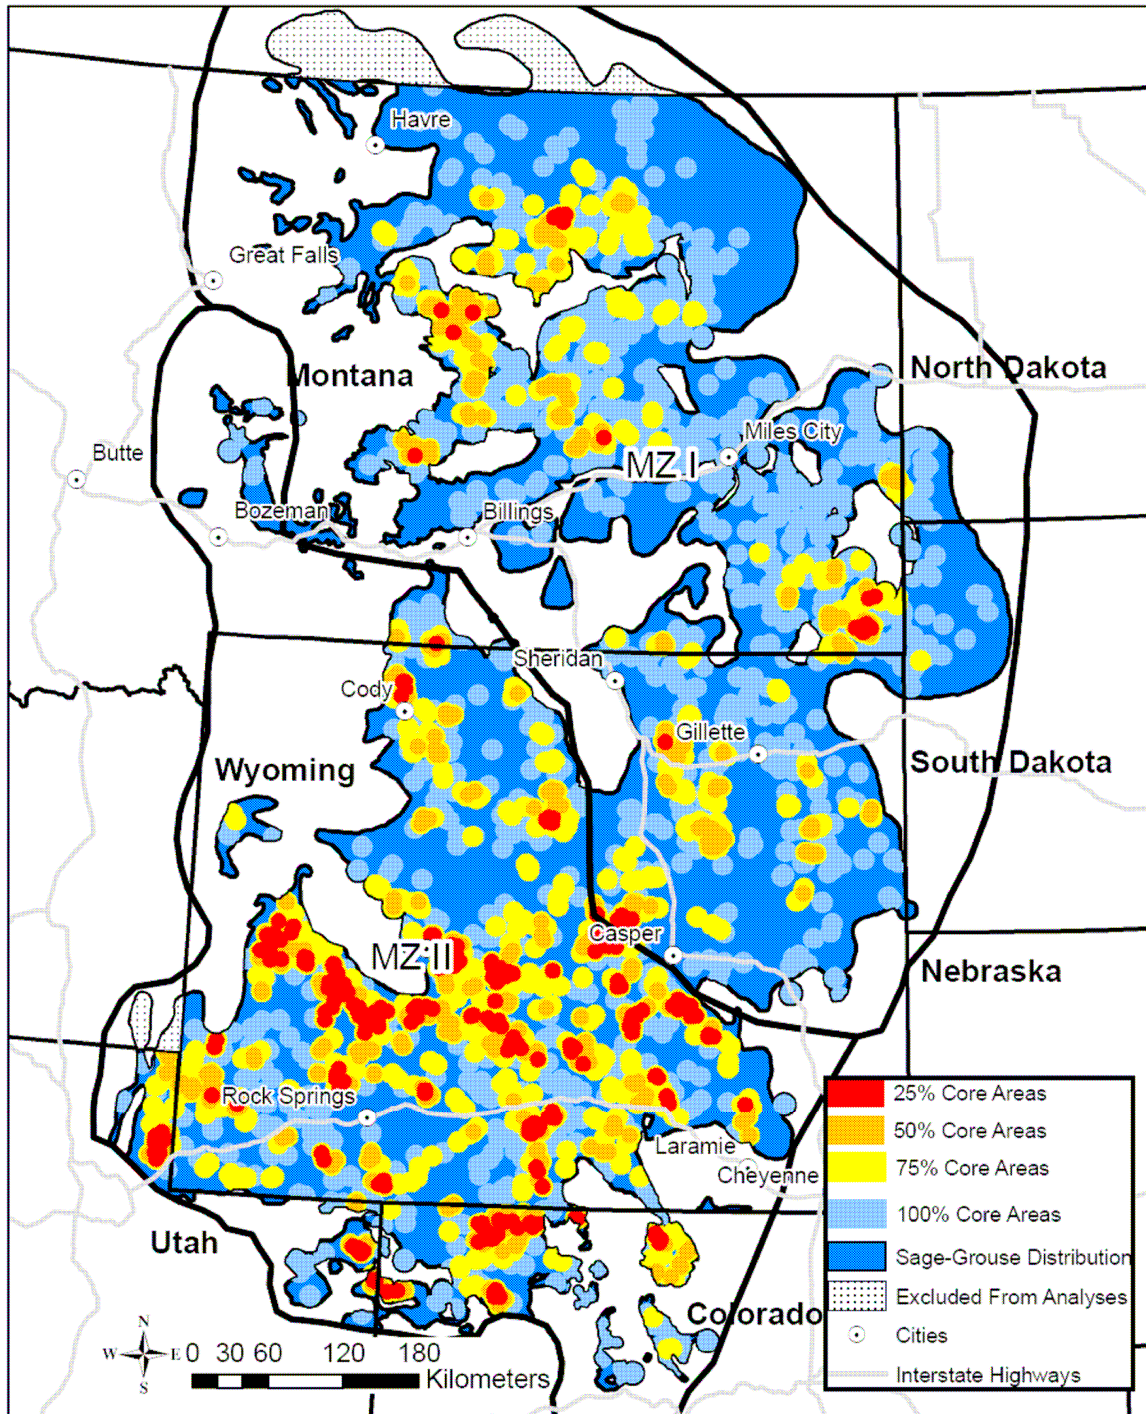 Havre
Great Falls
Montana
North Dakota
Butte
MZ I
Miles City
Bozeman
Billings
Sheridan
Cody
Gillette
Wyoming
South Dakota
Casper
MZ II
Nebraska
Rock Springs
Laramie
Cheyenne
Utah
Colorado
25% Core Areas
50% Core Areas
75% Core Areas
100% Core Areas
Sage-Grouse Distribution
Excluded From Analyses
Cities
Interstate Highways
N
W E
S
0 30 60 120 180
Kilometers